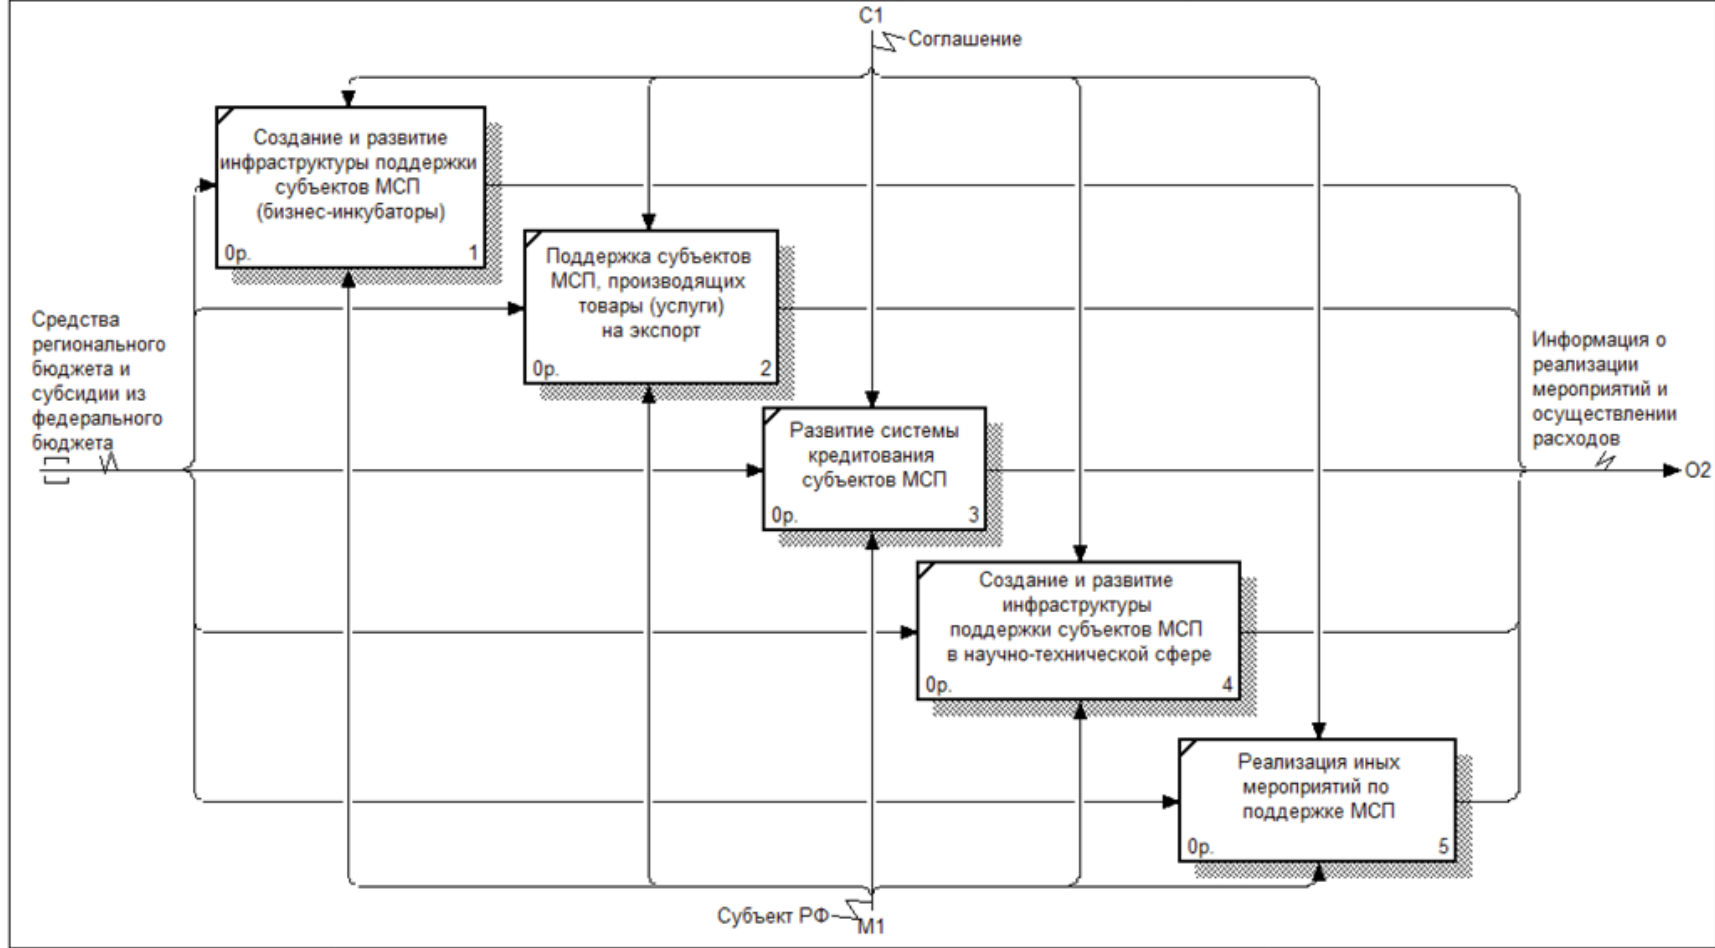 C1
Соглашение
Создание и развитие
инфраструктуры поддержки
субъектов МСП
(бизнес-инкубаторы)
0р. 1
Поддержка субъектов
МСП, производящих
товары (услуги)
на экспорт
0р. 2
Средства
регионального
бюджета и
субсидии из
федерального
бюджета
Развитие системы
кредитования
субъектов МСП
0р. 3
Информация о
реализации
мероприятий и
осуществлении
расходов
O2
Создание и развитие
инфраструктуры
поддержки субъектов МСП
в научно-технической сфере
0р. 4
Реализация иных
мероприятий по
поддержке МСП
0р. 5
Субъект РФ
M1